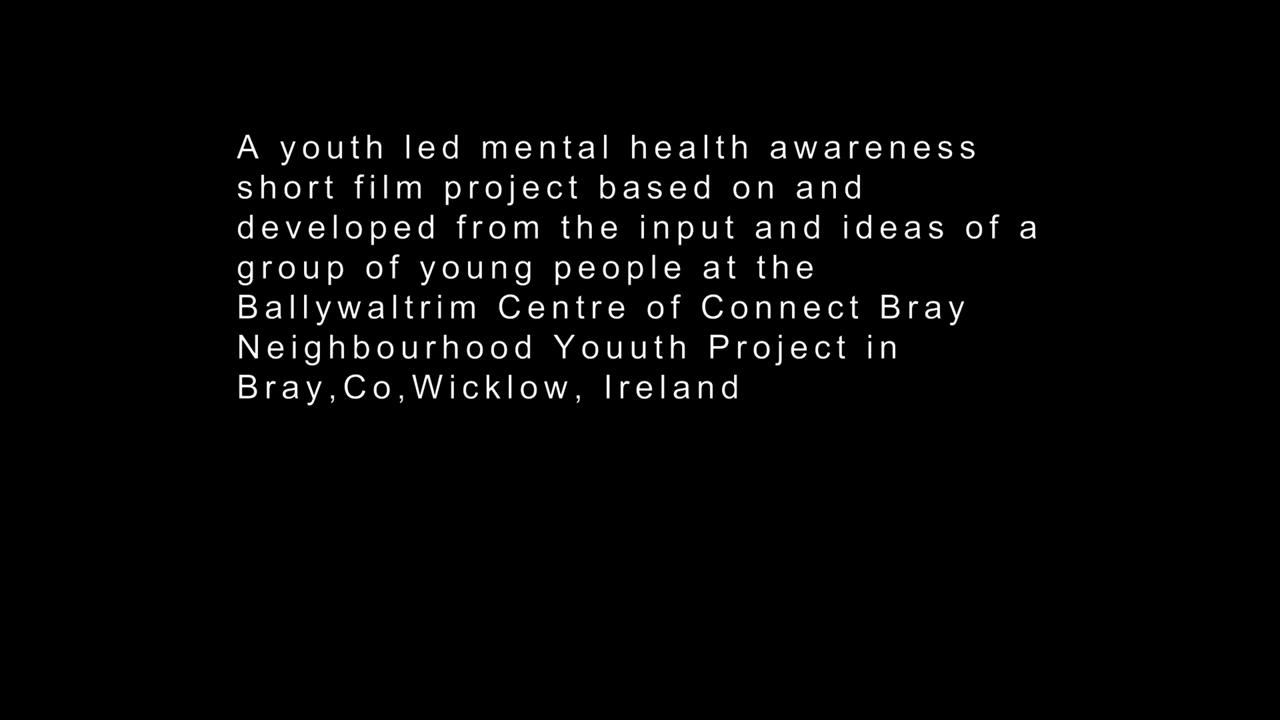 A youth led mental health awareness
short film project based on and
developed from the input and ideas of a
group of young people at the
Ballywaltrim Centre of Connect Bray
Neighbourhood Youuth Project in
Bray,Co,Wicklow, Ireland